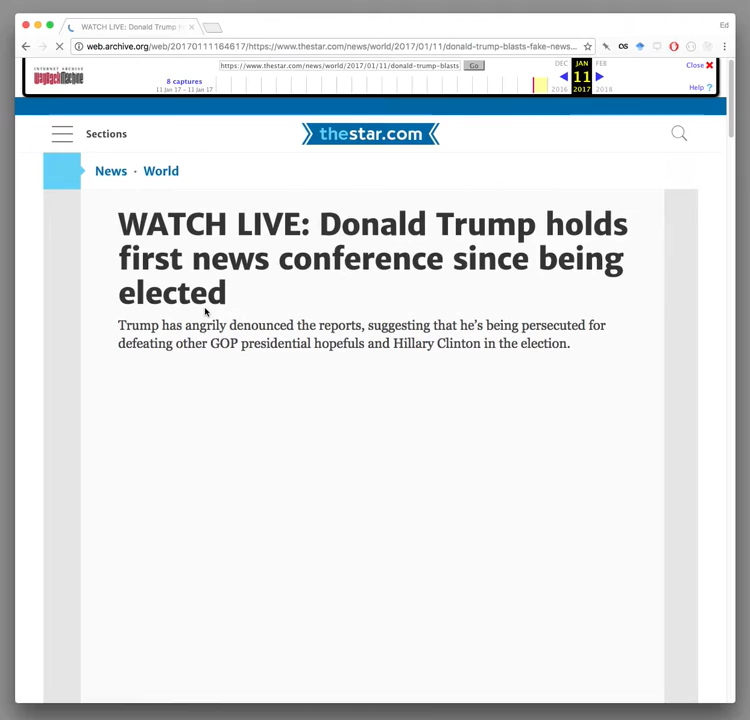 WATCH LIVE: Donald Trump h
Ed
web.archive.org/web/20170111164617/https://www.thestar.com/news/world/2017/01/11/donald-trump-blasts-fake-news...
INTERNET ARCHIVE
WayBackMachine
https://www.thestar.com/news/world/2017/01/11/donald-trump-blasts
Go
DEC
JAN
FEB
Close
8 captures
11 Jan 17 - 11 Jan 17
11
2016
2017
2018
Help ?
Sections
thestar.com
News · World
WATCH LIVE: Donald Trump holds
first news conference since being
elected
Trump has angrily denounced the reports, suggesting that he's being persecuted for
defeating other GOP presidential hopefuls and Hillary Clinton in the election.